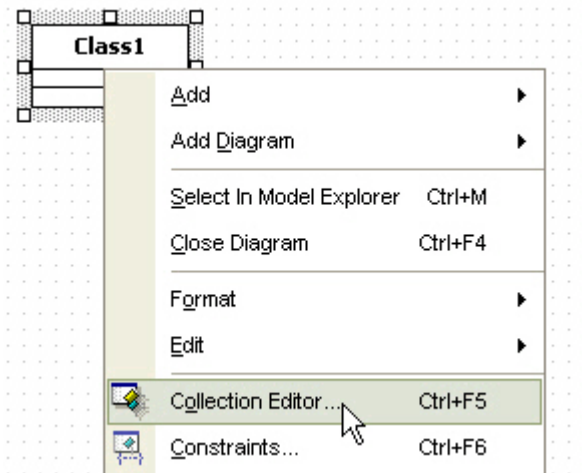 Class1
Add
Add Diagram
Select In Model Explorer Ctrl+M
Close Diagram Ctrl+F4
Format
Edit
Collection Editor... Ctrl+F5
Constraints... Ctrl+F6